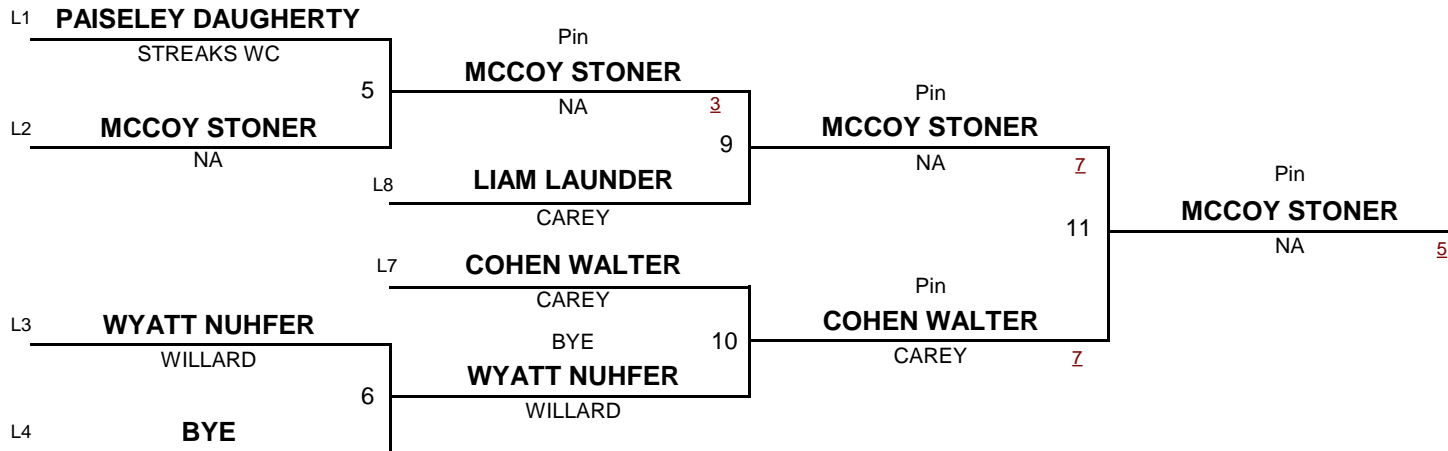 L1 PAISELEY DAUGHERTY
STREAKS WC
5
L2 MCCOY STONER
NA
Pin
MCCOY STONER
NA 3
9
L8 LIAM LAUNDER
CAREY
Pin
MCCOY STONER
NA 7
11
Pin
MCCOY STONER
NA 5
L7 COHEN WALTER
CAREY
10
L3 WYATT NUHFER
WILLARD
6
L4 BYE
BYE
WYATT NUHFER
WILLARD
Pin
COHEN WALTER
CAREY 7